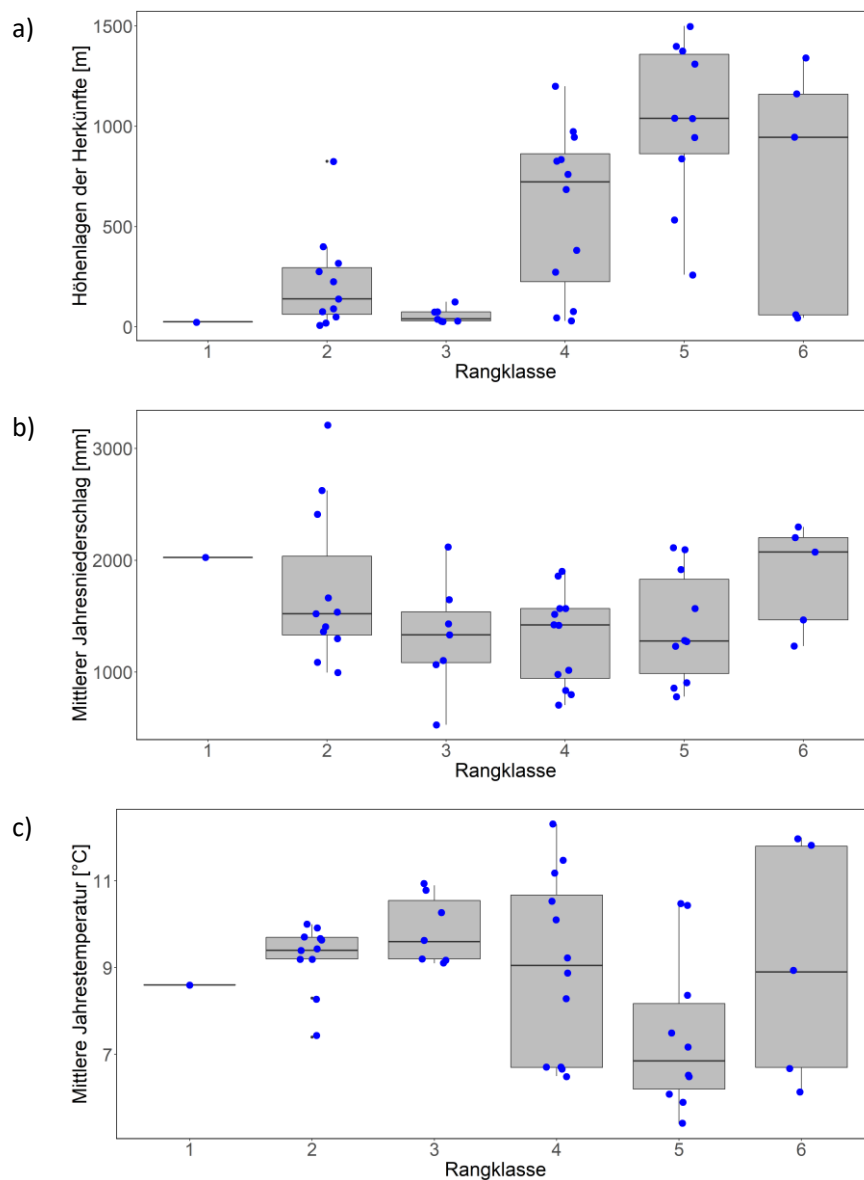 a)
Höhenlagen der Herkünfte [m]
1500
1000
500
0
1 2 3 4 5 6
Rangklasse
b)
Mittlerer Jahresniederschlag [mm]
3000
2000
1000
1 2 3 4 5 6
Rangklasse
c)
Mittlere Jahrestemperatur [°C]
11
9
7
1 2 3 4 5 6
Rangklasse